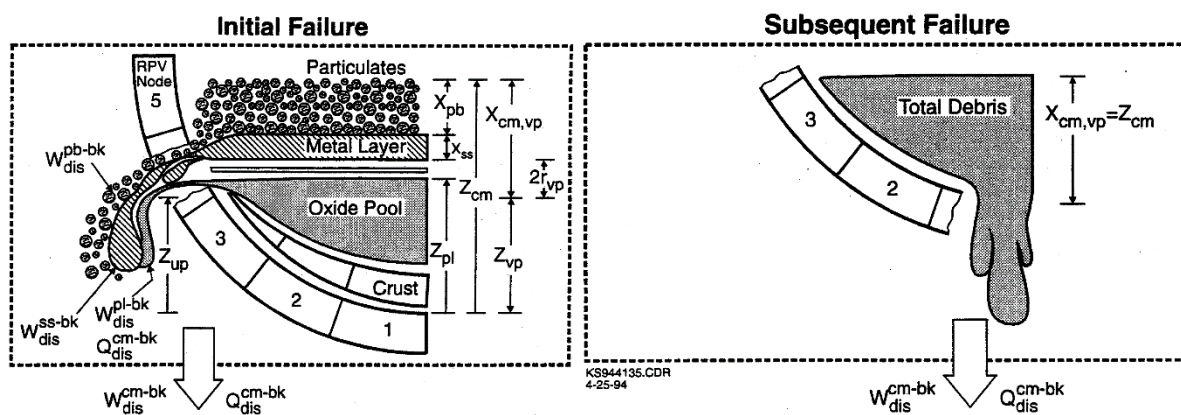 Initial Failure
RPV
Node
5
Particulates
X_pb
X_cm,vp
Metal Layer
X_ss
W_dis^pb-bk
2r_vp
Z_cm
Oxide Pool
Z_up
Z_pl
Z_vp
3
2
1
Crust
W_dis^ss-bk
W_dis^pl-bk
Q_dis^cm-bk
W_dis^cm-bk
Q_dis^cm-bk
Subsequent Failure
Total Debris
X_cm,vp=Z_cm
3
2
KS944135.CDR
4-25-94
W_dis^cm-bk
Q_dis^cm-bk